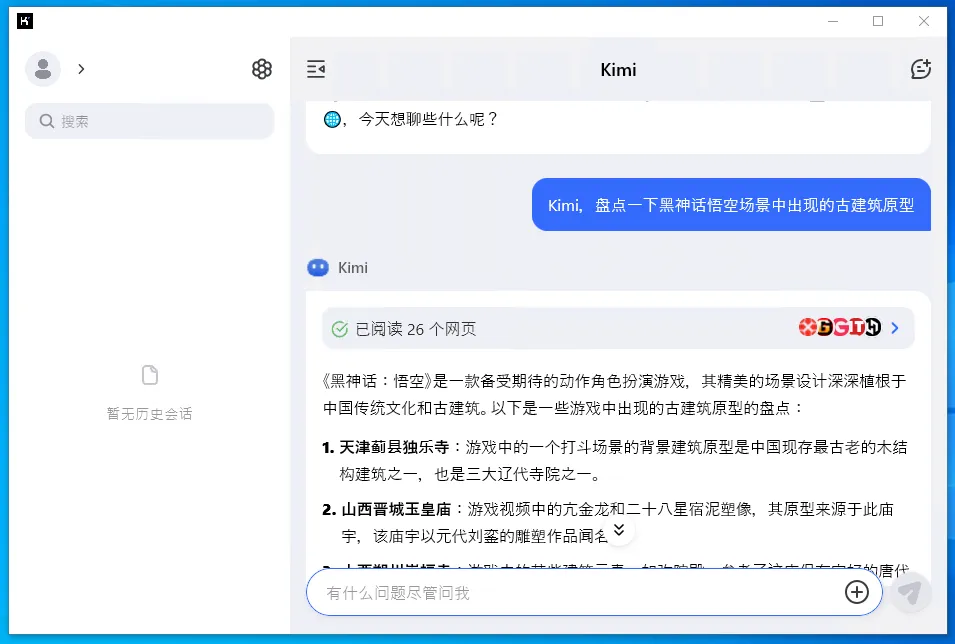 搜索
暂无历史会话
Kimi
，今天想聊些什么呢？
Kimi，盘点一下黑神话悟空场景中出现的古建筑原型
Kimi
已阅读 26 个网页
《黑神话：悟空》是一款备受期待的动作角色扮演游戏，其精美的场景设计深深植根于
中国传统文化和古建筑。以下是一些游戏中出现的古建筑原型的盘点：
1. 天津蓟县独乐寺：游戏中的一个打斗场景的背景建筑原型是中国现存最古老的木结
构建筑之一，也是三大辽代寺院之一。
2. 山西晋城玉皇庙：游戏视频中的亢金龙和二十八星宿泥塑像，其原型来源于此庙
宇，该庙宇以元代刘銮的雕塑作品闻名
有什么问题尽管问我